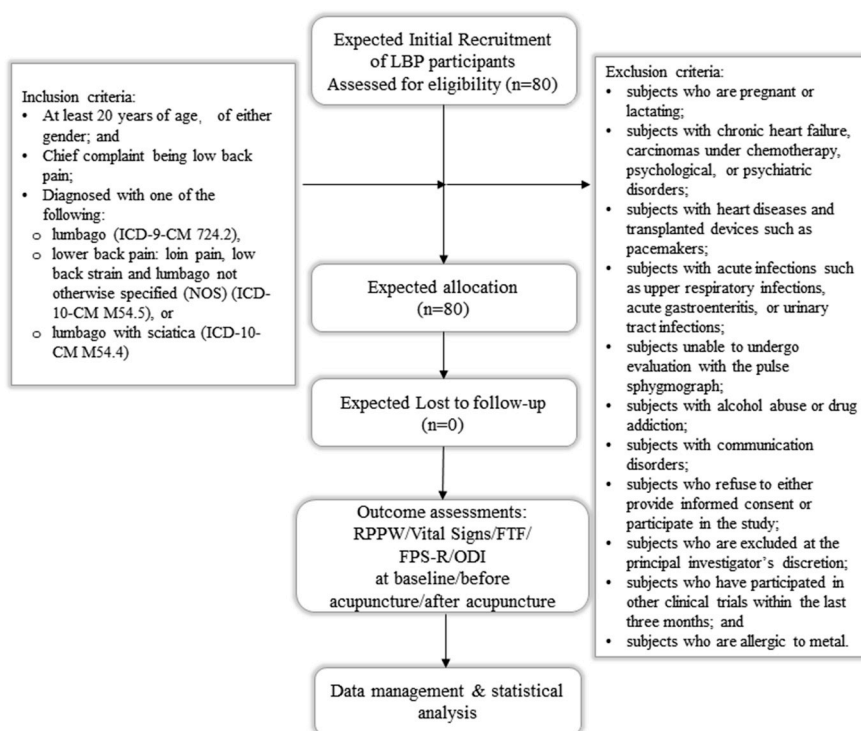 Expected Initial Recruitment
of LBP participants
Assessed for eligibility (n=80)
Inclusion criteria:
• At least 20 years of age, of either
gender; and
• Chief complaint being low back
pain;
• Diagnosed with one of the
following:
o lumbago (ICD-9-CM 724.2),
o lower back pain: loin pain, low
back strain and lumbago not
otherwise specified (NOS) (ICD-
10-CM M54.5), or
o lumbago with sciatica (ICD-10-
CM M54.4)
Exclusion criteria:
• subjects who are pregnant or
lactating;
• subjects with chronic heart failure,
carcinomas under chemotherapy,
psychological, or psychiatric
disorders;
• subjects with heart diseases and
transplanted devices such as
pacemakers;
• subjects with acute infections such
as upper respiratory infections,
acute gastroenteritis, or urinary
tract infections;
• subjects unable to undergo
evaluation with the pulse
sphygmograph;
• subjects with alcohol abuse or drug
addiction;
• subjects with communication
disorders;
• subjects who refuse to either
provide informed consent or
participate in the study;
• subjects who are excluded at the
principal investigator's discretion;
• subjects who have participated in
other clinical trials within the last
three months; and
• subjects who are allergic to metal.
Expected allocation
(n=80)
Expected Lost to follow-up
(n=0)
Outcome assessments:
RPPW/Vital Signs/FTF/
FPS-R/ODI
at baseline/before
acupuncture/after acupuncture
Data management & statistical
analysis